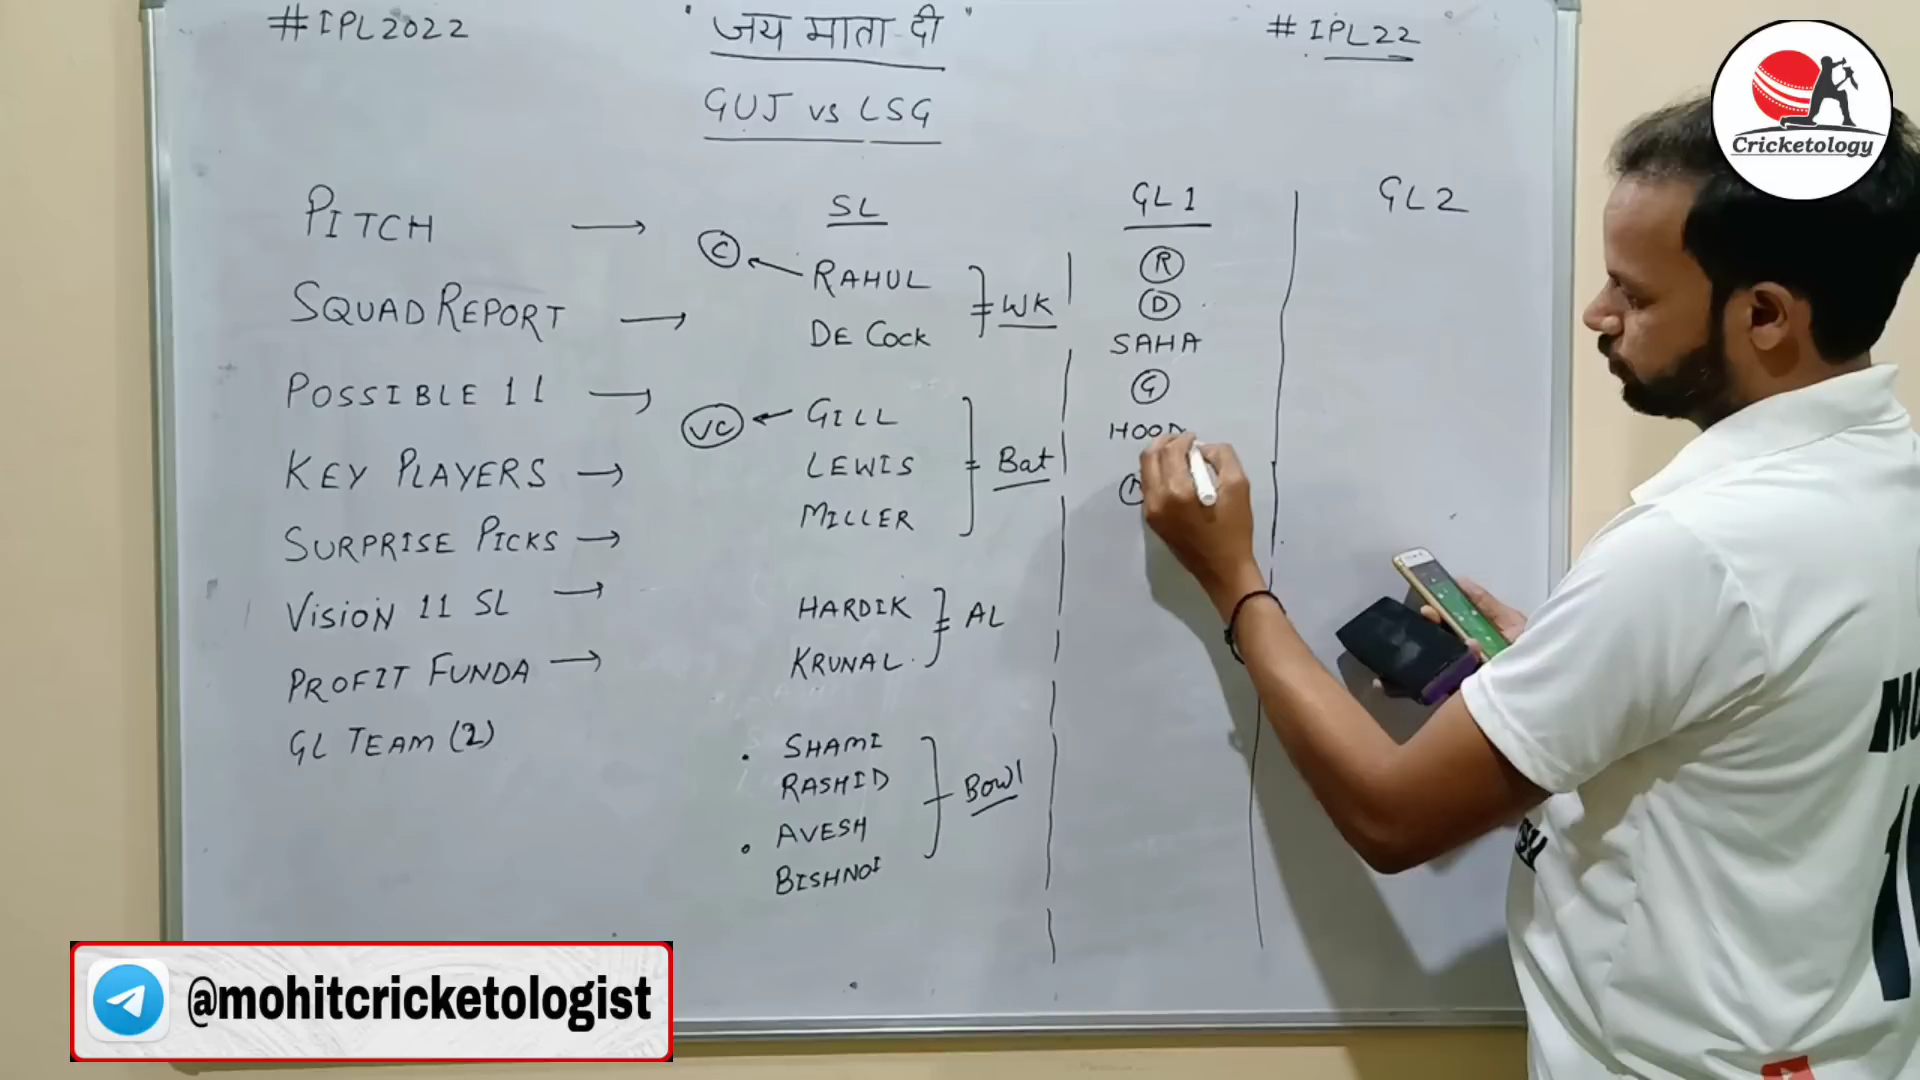 #IPL2022
"जय माता दी"
# IPL22
GUJ vs LSG
PITCH
SQUAD REPORT
POSSIBLE 11
KEY PLAYERS
SURPRISE PICKS
VISION 11 SL
PROFIT FUNDA
GL TEAM (2)
SL
C
RAHUL
DE COCK
WK
VC
GILL
LEWIS
MILLER
Bat
HARDIK
KRUNAL
AL
SHAMI
RASHID
AVESH
BISHNOI
Bowl
GL1
R
D
SAHA
G
GL2
Cricketology
@mohitcricketologist